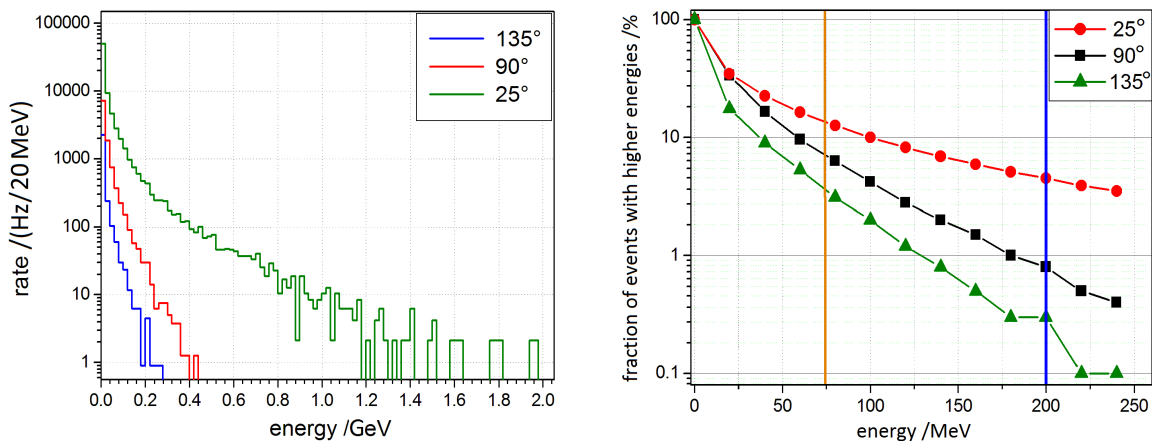 100000
10000
1000
100
10
1
0.0 0.2 0.4 0.6 0.8 1.0 1.2 1.4 1.6 1.8 2.0
energy /GeV
rate /(Hz/20 MeV)
135°
90°
25°
100
10
1
0.1
0 50 100 150 200 250
energy /MeV
fraction of events with higher energies /%
25°
90°
135°